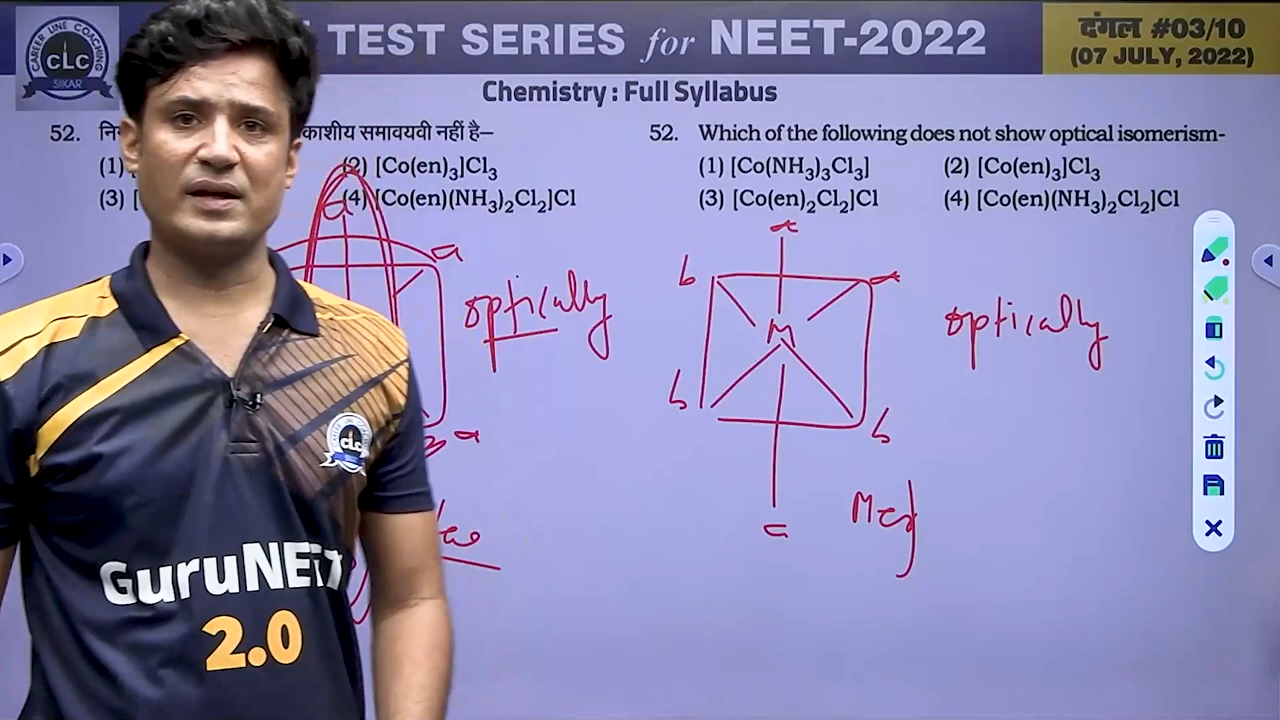 TEST SERIES for NEET-2022
दंगल #03/10
(07 JULY, 2022)
CAREER LINE COACHING
CLC
SIKAR
Chemistry : Full Syllabus
52. काशीय समावयवी नहीं है–
(1) (2) [Co(en)₃]Cl₃
(3) [ (4) [Co(en)(NH₃)₂Cl₂]Cl
52. Which of the following does not show optical isomerism-
(1) [Co(NH₃)₃Cl₃] (2) [Co(en)₃]Cl₃
(3) [Co(en)₂Cl₂]Cl (4) [Co(en)(NH₃)₂Cl₂]Cl
a
a
optically
a
b
M
b
b
optically
CLC
GuruNEET
2.0